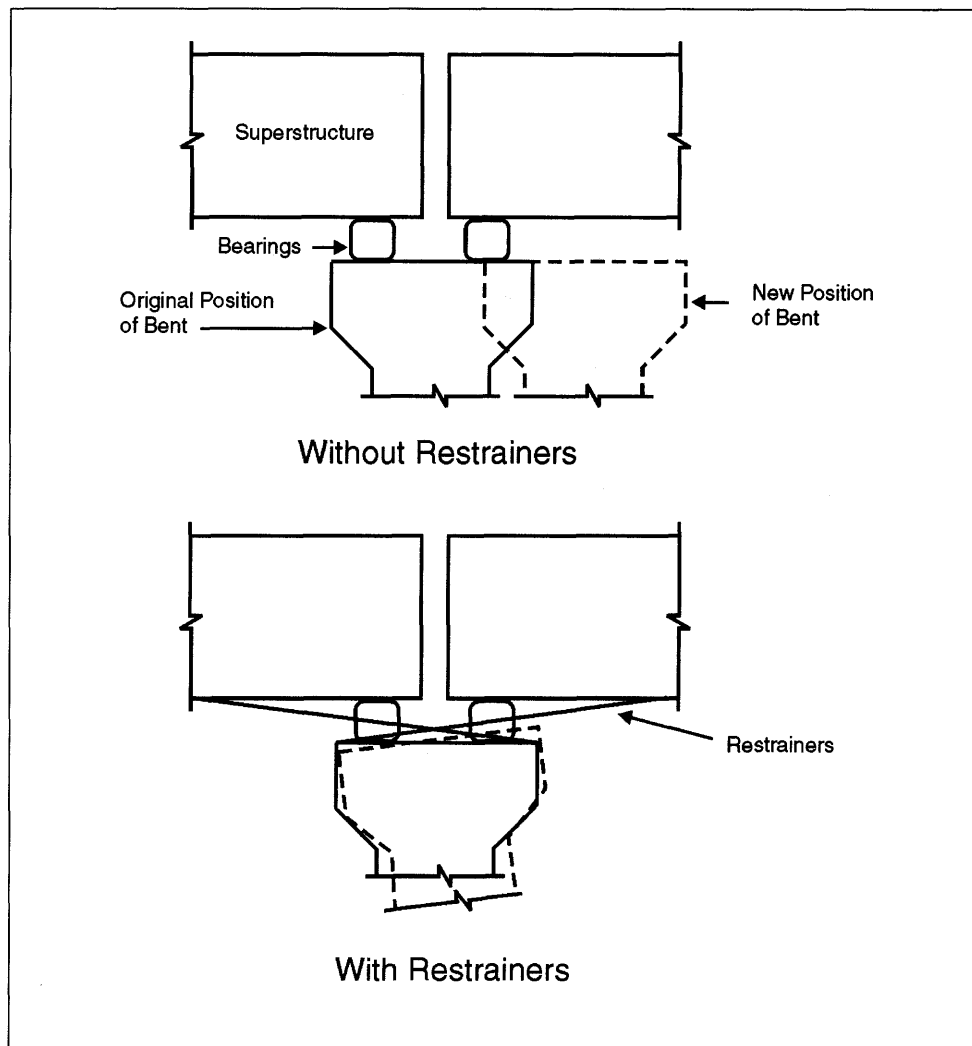 Superstructure
Bearings
Original Position
of Bent
New Position
of Bent
Without Restrainers
Restrainers
With Restrainers